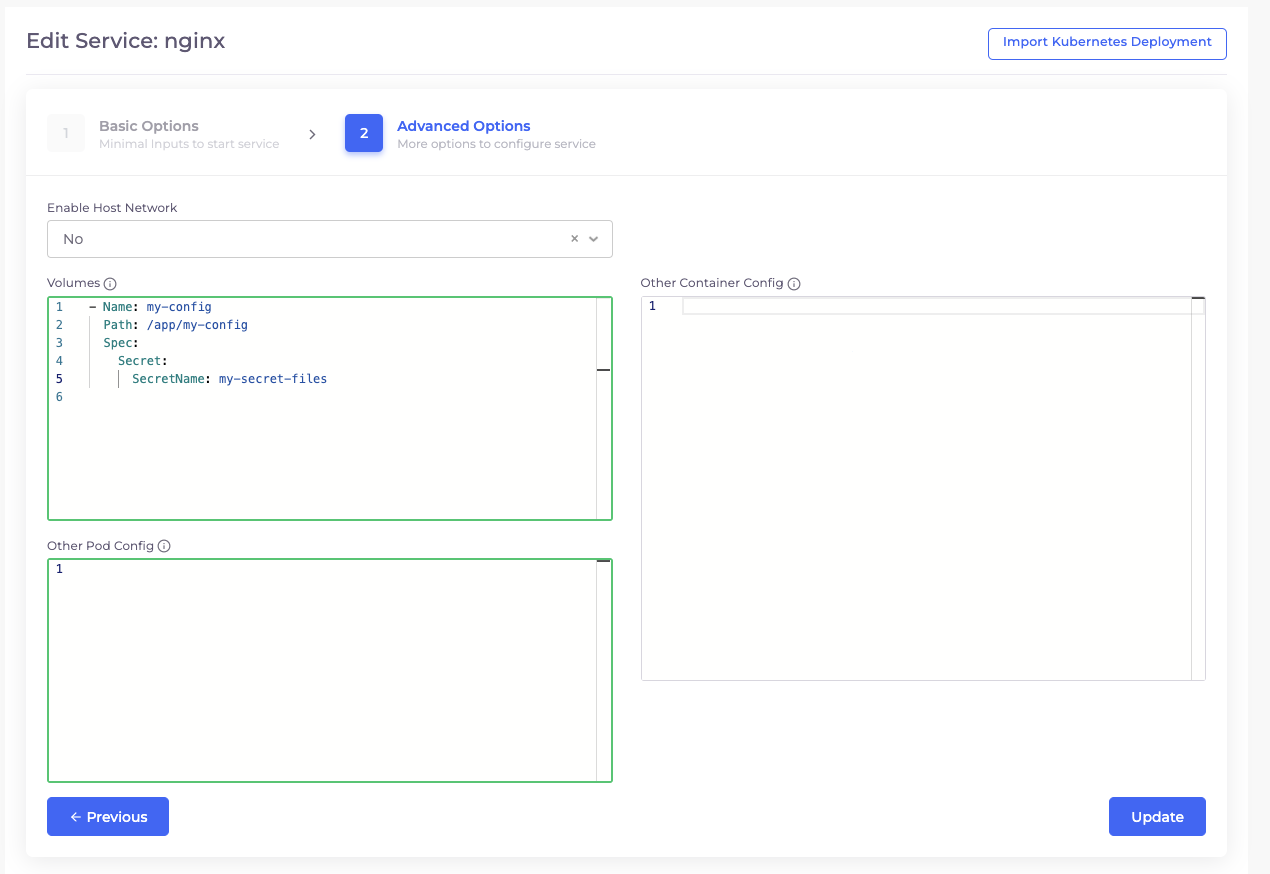 Edit Service: nginx
Import Kubernetes Deployment
1
Basic Options
Minimal Inputs to start service
2
Advanced Options
More options to configure service
Enable Host Network
No
Volumes
1 - Name: my-config
2 Path: /app/my-config
3 Spec:
4 Secret:
5 SecretName: my-secret-files
6
Other Container Config
1
Other Pod Config
1
← Previous
Update